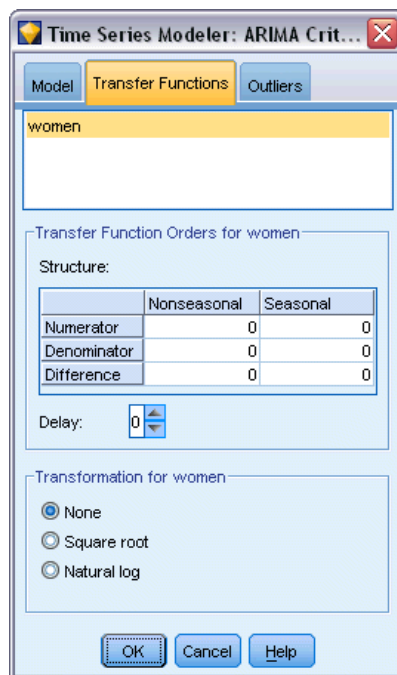 Time Series Modeler: ARIMA Crit...
Model Transfer Functions Outliers
women
Transfer Function Orders for women
Structure:
Nonseasonal Seasonal
Numerator 0 0
Denominator 0 0
Difference 0 0
Delay: 0
Transformation for women
None
Square root
Natural log
OK Cancel Help